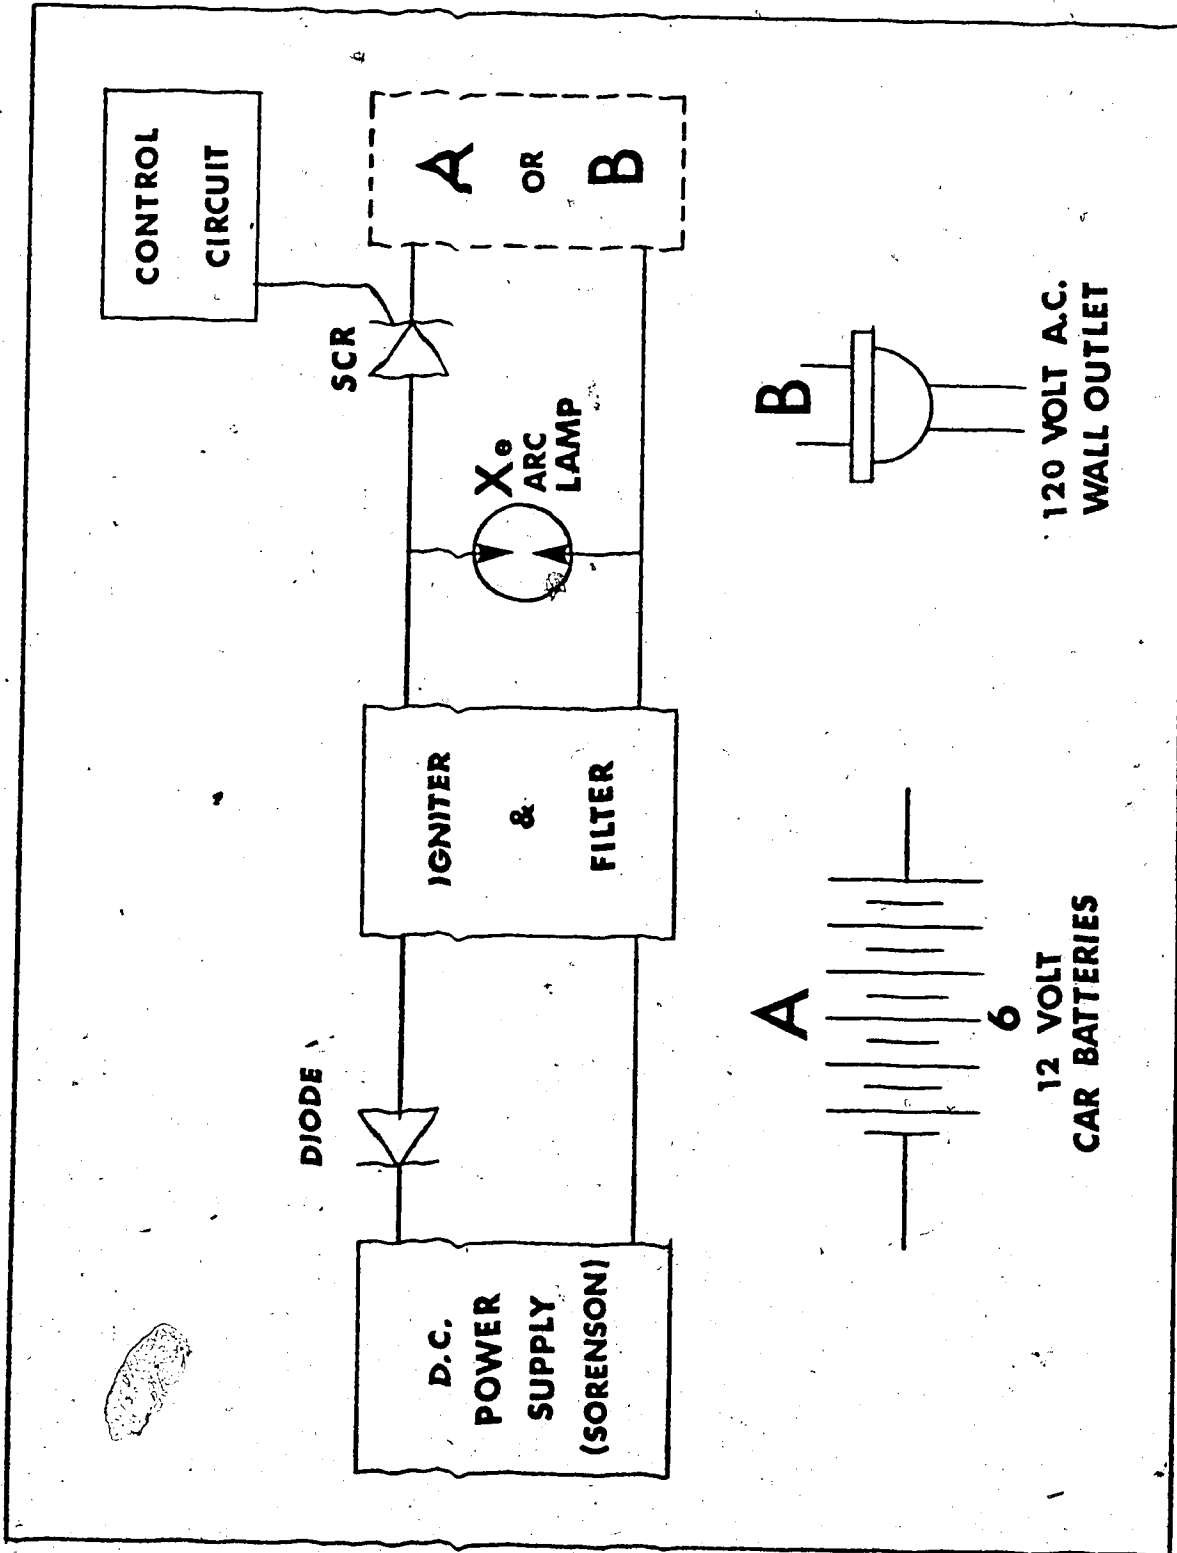 CONTROL
CIRCUIT
DIODE
SCR
D.C.
POWER
SUPPLY
(SORENSON)
IGNITER
&
FILTER
Xe
ARC
LAMP
A
OR
B
A
6
12 VOLT
CAR BATTERIES
B
120 VOLT A.C.
WALL OUTLET